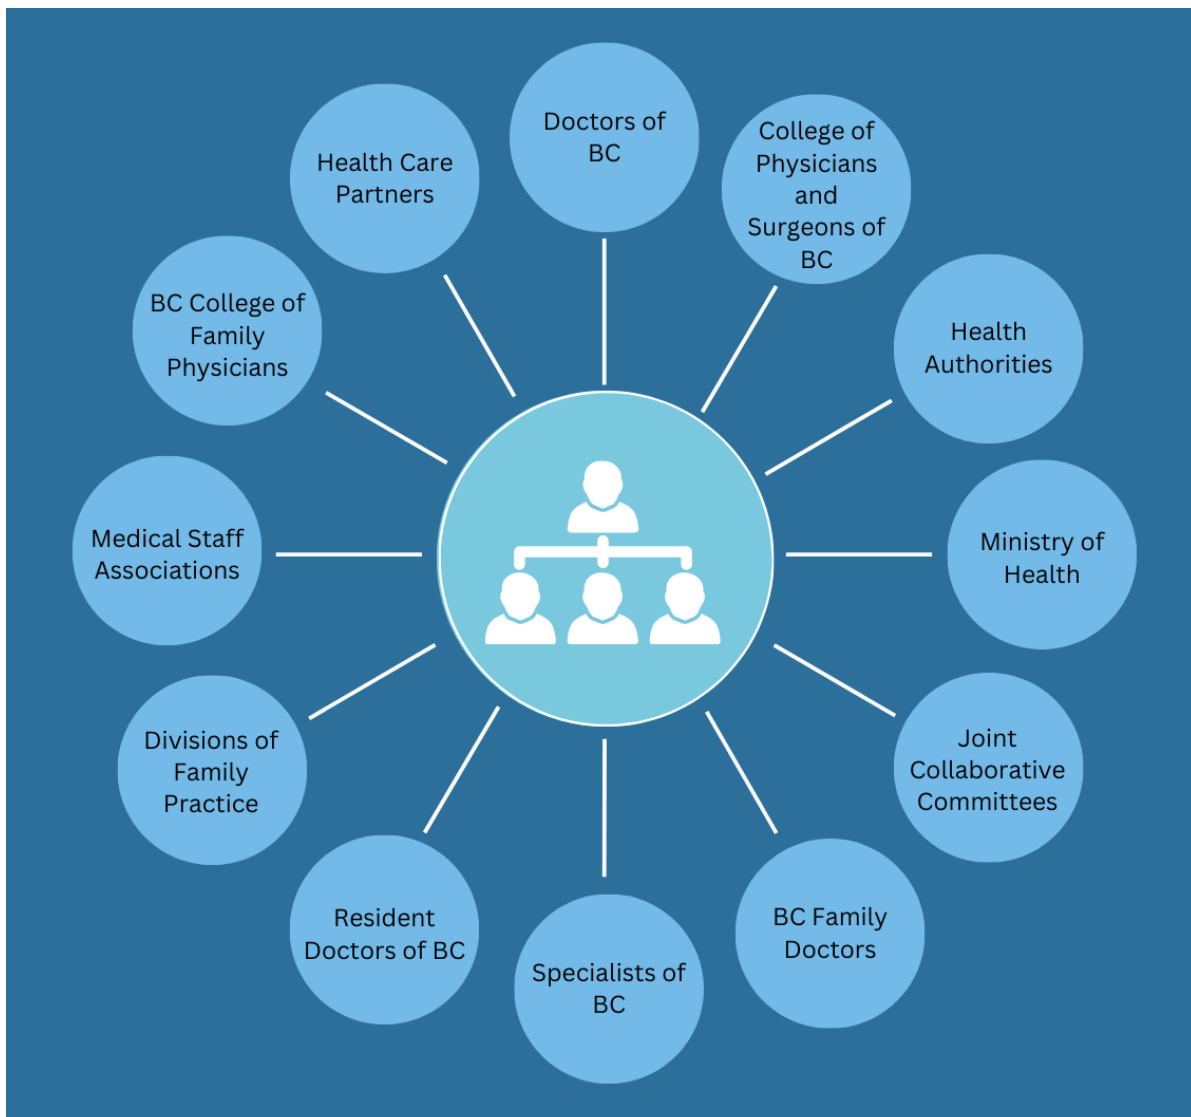 Doctors of
BC
College of
Physicians
and
Surgeons of
BC
Health
Authorities
Ministry of
Health
Joint
Collaborative
Committees
BC Family
Doctors
Specialists of
BC
Resident
Doctors of BC
Divisions of
Family
Practice
Medical Staff
Associations
BC College of
Family
Physicians
Health Care
Partners